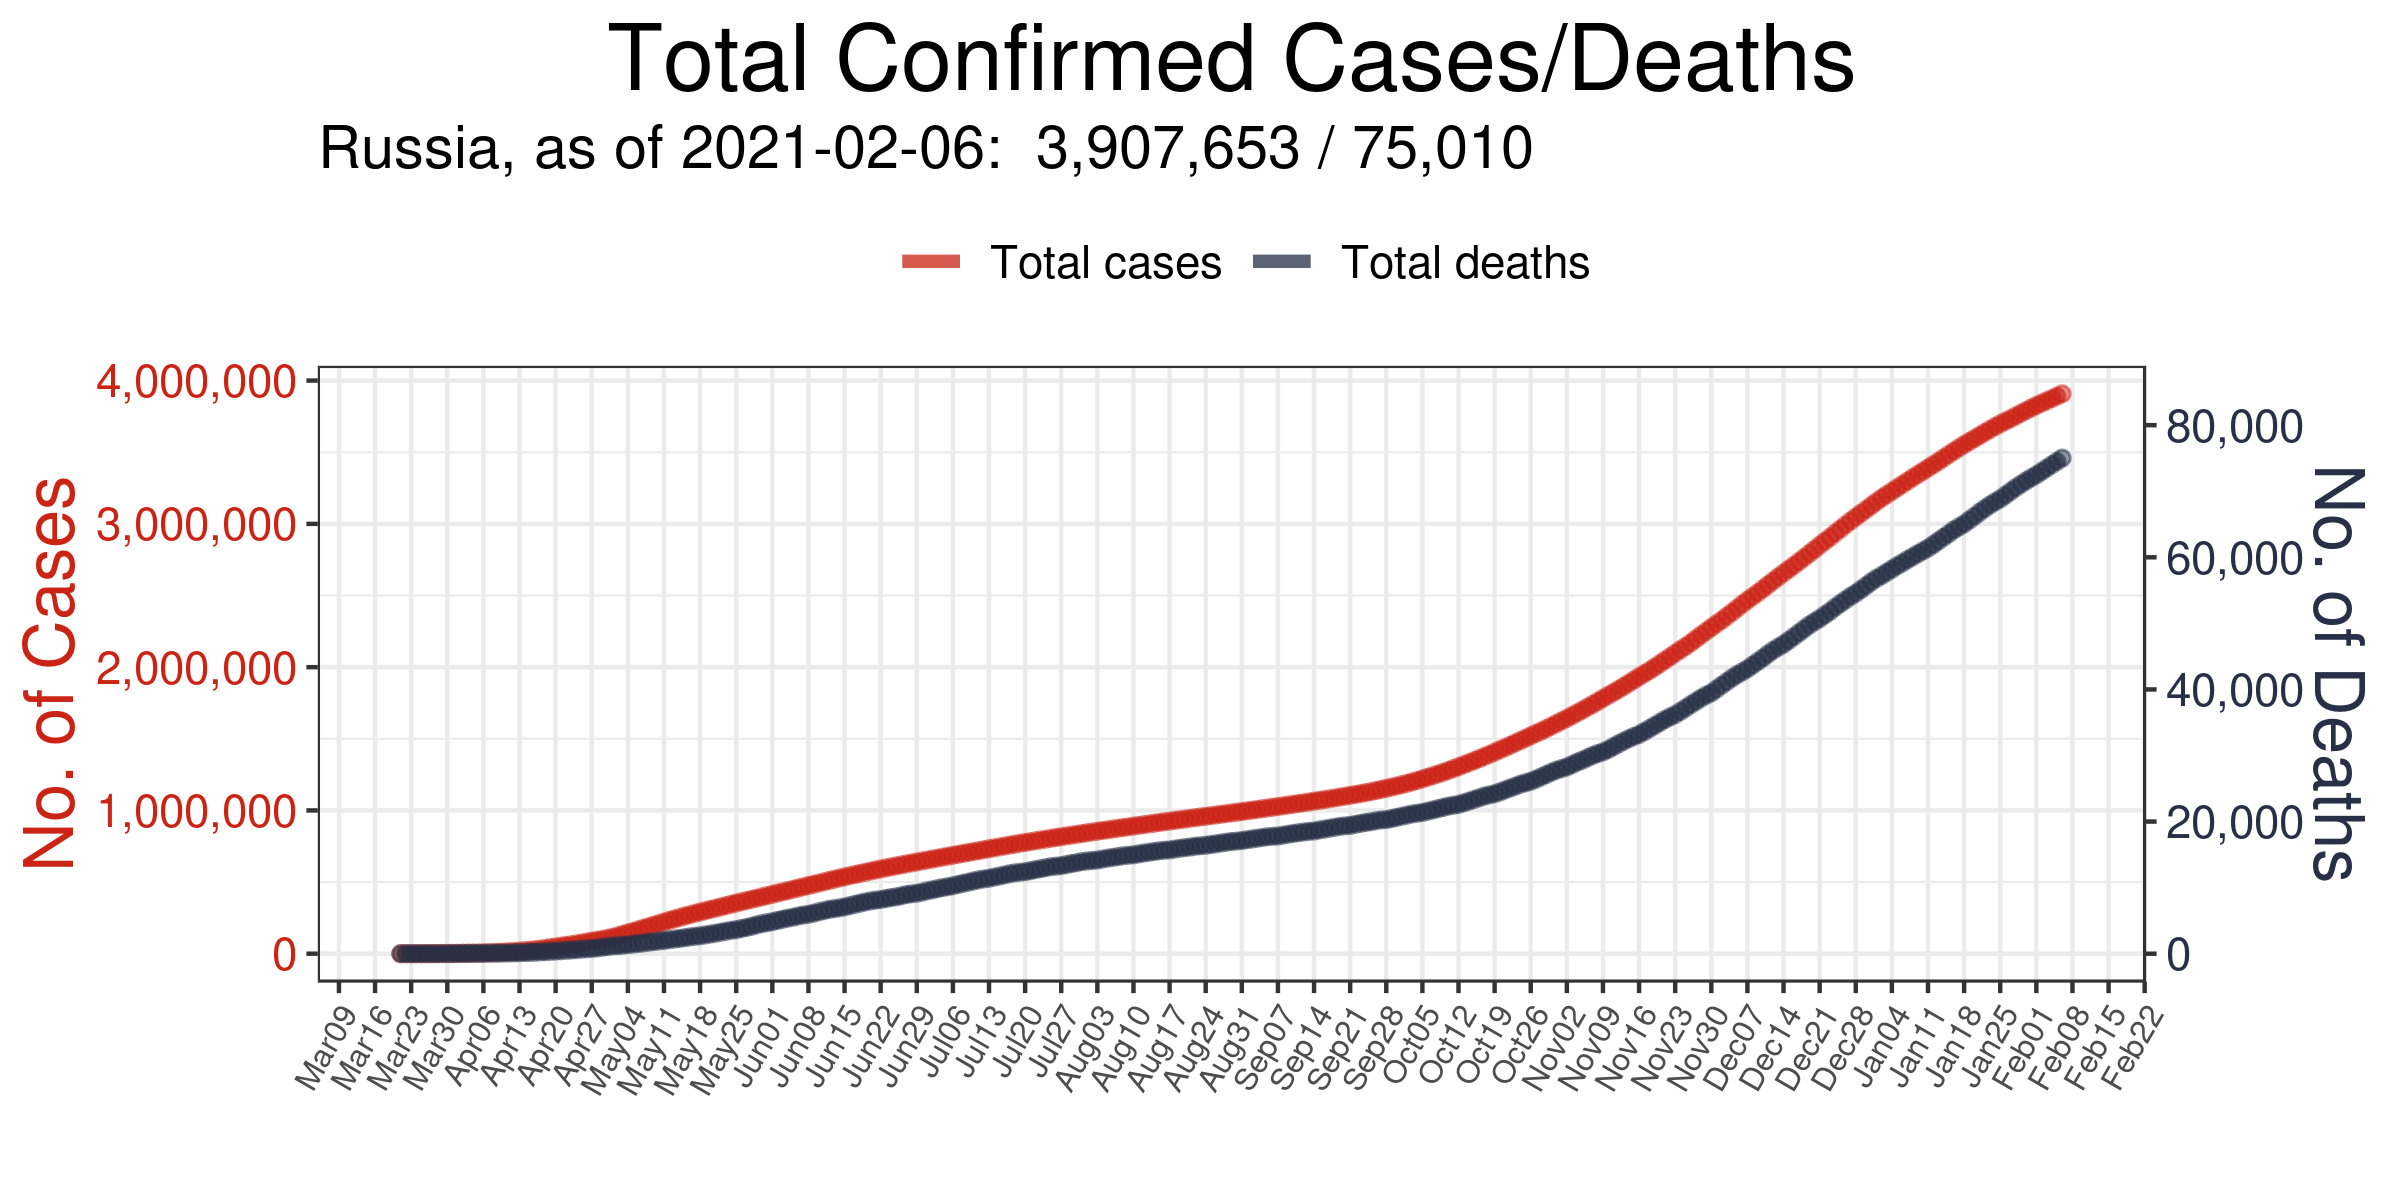 Total Confirmed Cases/Deaths
Russia, as of 2021-02-06: 3,907,653 / 75,010
Total cases
Total deaths
No. of Cases
4,000,000
3,000,000
2,000,000
1,000,000
0
80,000
60,000
40,000
20,000
0
No. of Deaths
Mar09
Mar16
Mar23
Mar30
Apr06
Apr13
Apr20
Apr27
May04
May11
May18
May25
Jun01
Jun08
Jun15
Jun22
Jun29
Jul06
Jul13
Jul20
Jul27
Aug03
Aug10
Aug17
Aug24
Aug31
Sep07
Sep14
Sep21
Sep28
Oct05
Oct12
Oct19
Oct26
Nov02
Nov09
Nov16
Nov23
Nov30
Dec07
Dec14
Dec21
Dec28
Dec04
Jan11
Jan18
Jan25
Feb01
Feb08
Feb15
Feb22